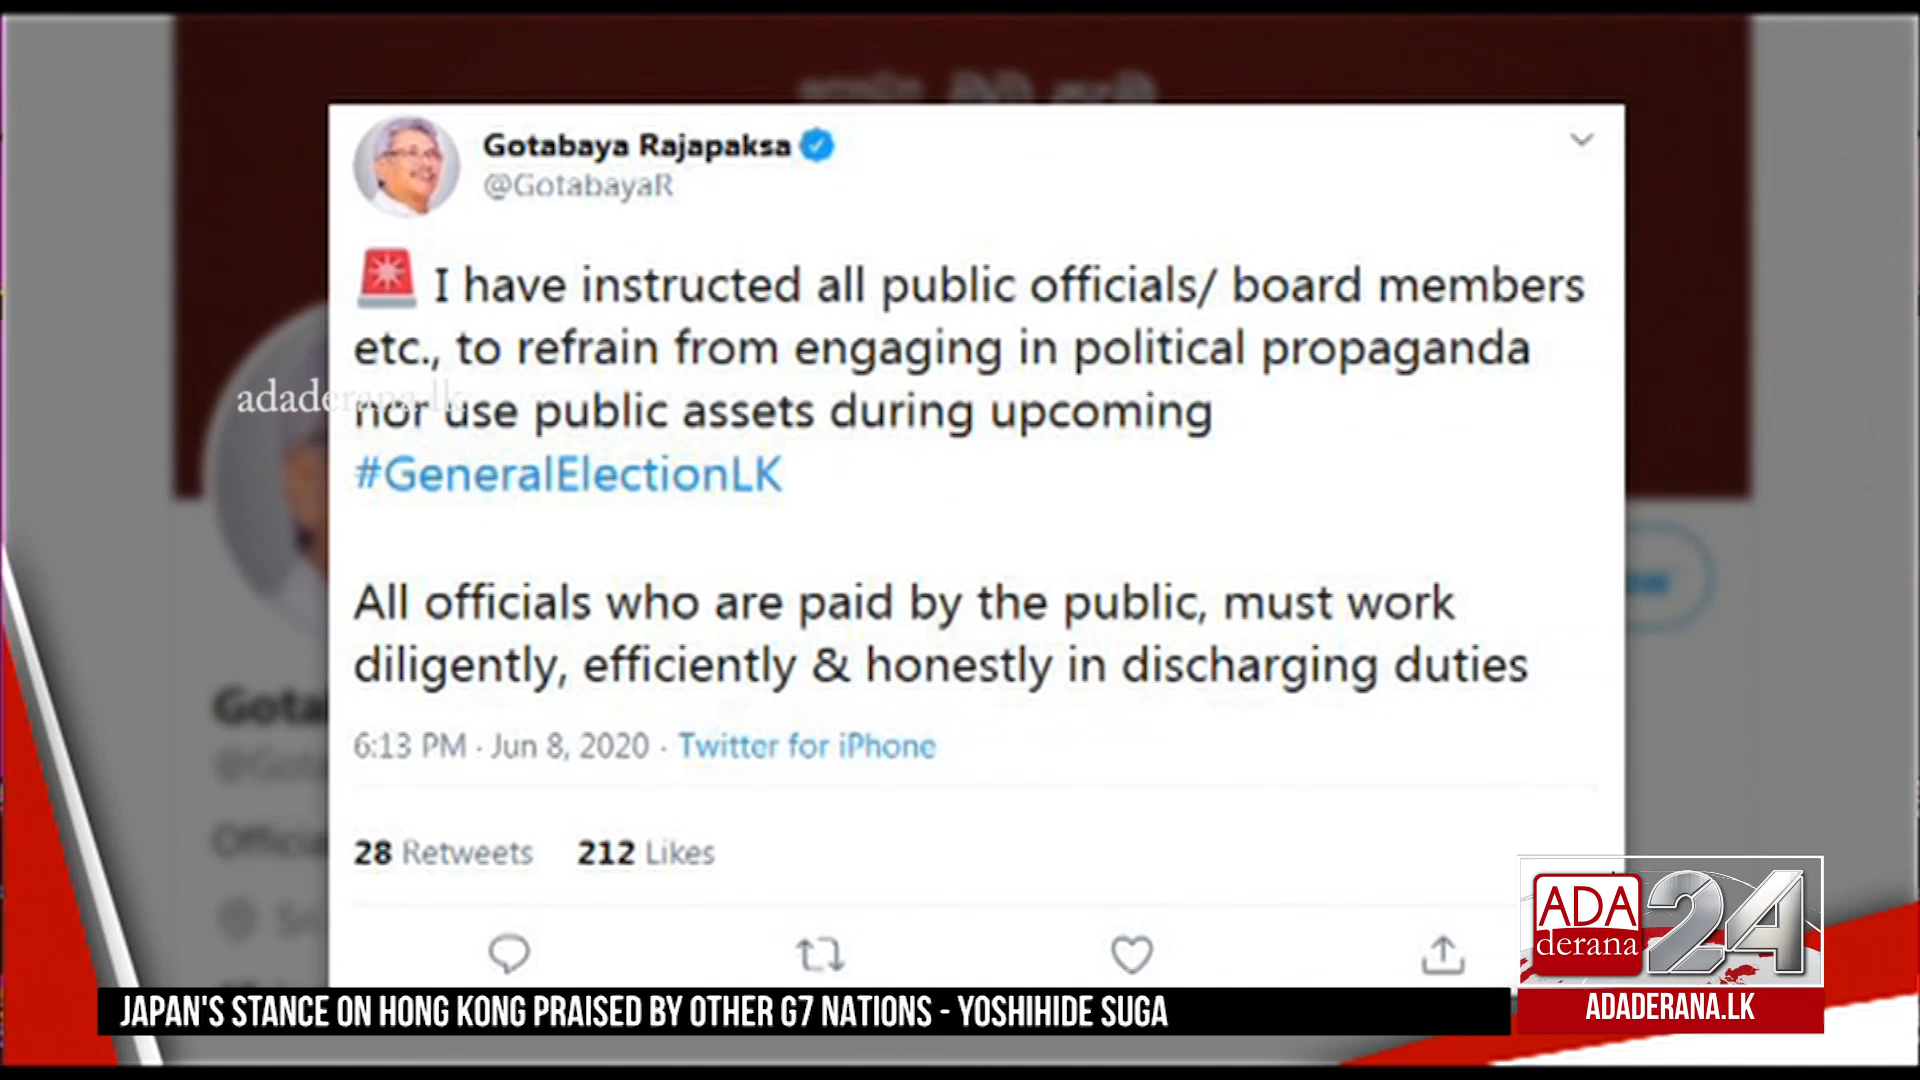 Gotabaya Rajapaksa
@GotabayaR
I have instructed all public officials/ board members
etc., to refrain from engaging in political propaganda
adaderana.lk
nor use public assets during upcoming
#GeneralElectionLK
All officials who are paid by the public, must work
diligently, efficiently & honestly in discharging duties
6:13 PM · Jun 8, 2020 · Twitter for iPhone
28 Retweets 212 Likes
ADA
derana
24
JAPAN'S STANCE ON HONG KONG PRAISED BY OTHER G7 NATIONS - YOSHIHIDE SUGA
ADADERANA.LK